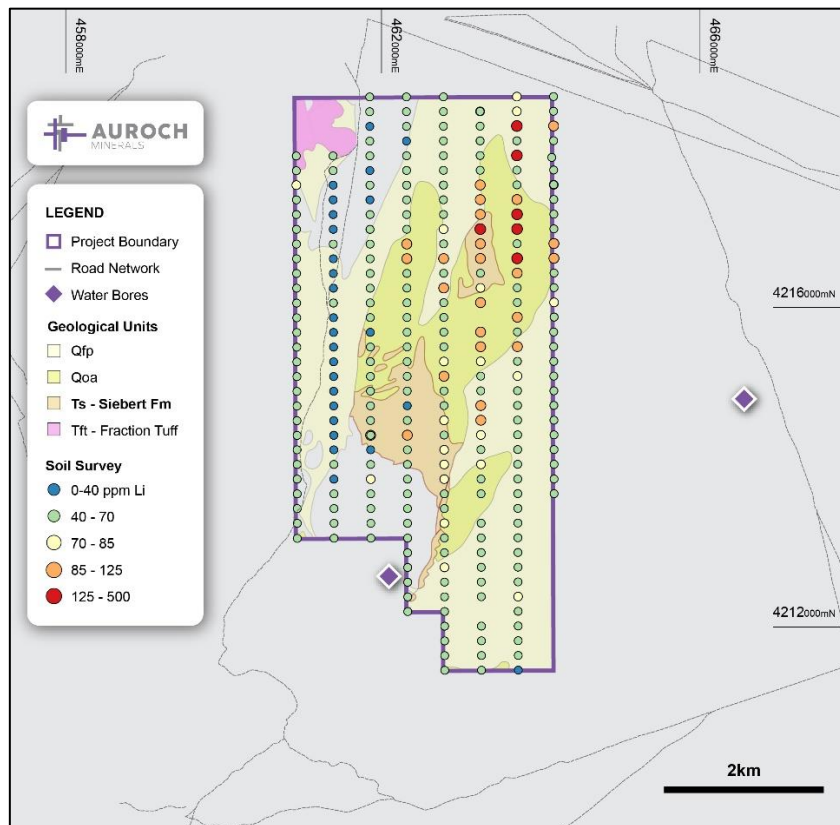 458000mE
462000mE
466000mE
AUROCH
MINERALS
LEGEND
Project Boundary
Road Network
Water Bores
Geological Units
Qfp
Qoa
Ts - Siebert Fm
Tft - Fraction Tuff
Soil Survey
0-40 ppm Li
40 - 70
70 - 85
85 - 125
125 - 500
4216000mN
4212000mN
2km